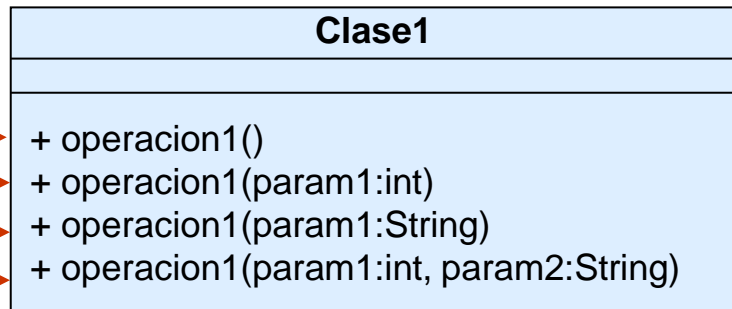 Clase1
+ operacion1()
+ operacion1(param1:int)
+ operacion1(param1:String)
+ operacion1(param1:int, param2:String)